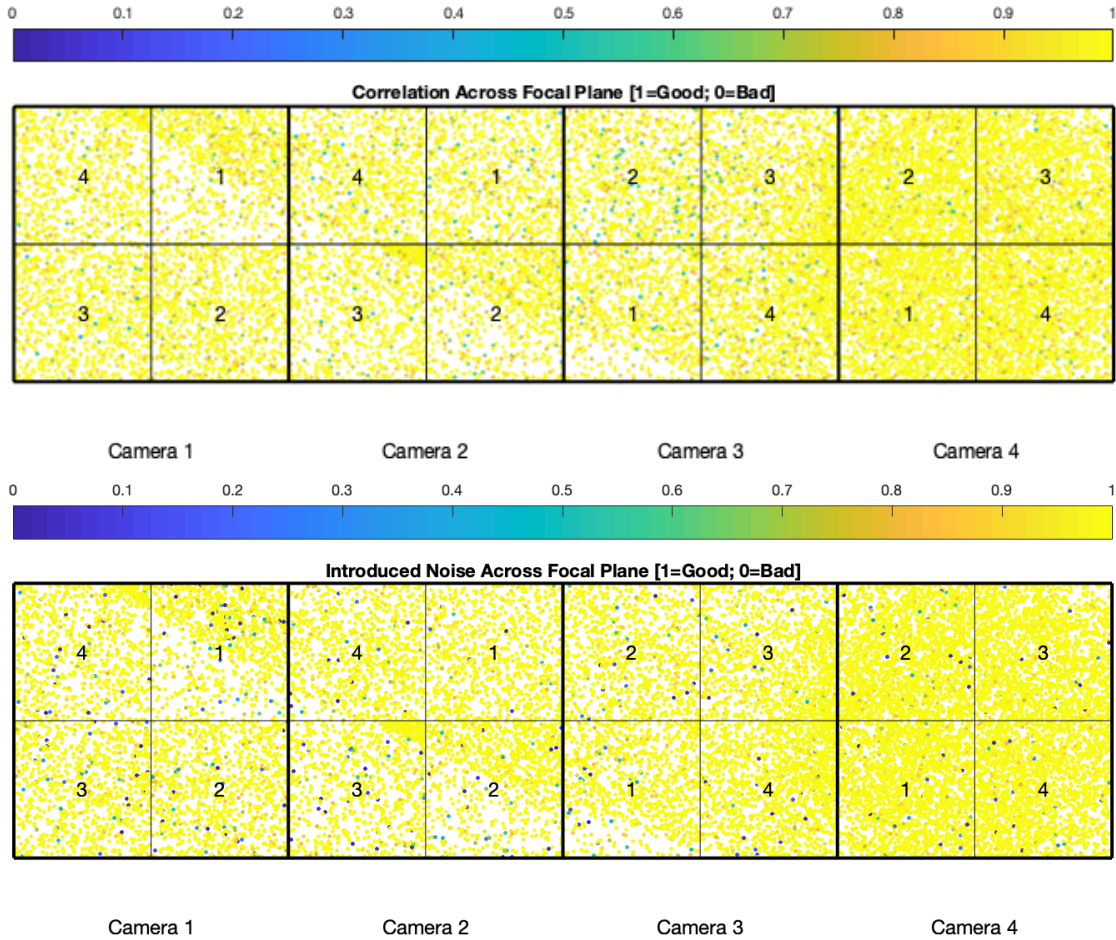 0 0.1 0.2 0.3 0.4 0.5 0.6 0.7 0.8 0.9 1
Correlation Across Focal Plane [1=Good; 0=Bad]
4 1 4 1 2 3 2 3
3 2 3 2 1 4 1 4
Camera 1 Camera 2 Camera 3 Camera 4
0 0.1 0.2 0.3 0.4 0.5 0.6 0.7 0.8 0.9 1
Introduced Noise Across Focal Plane [1=Good; 0=Bad]
4 1 4 1 2 3 2 3
3 2 3 2 1 4 1 4
Camera 1 Camera 2 Camera 3 Camera 4